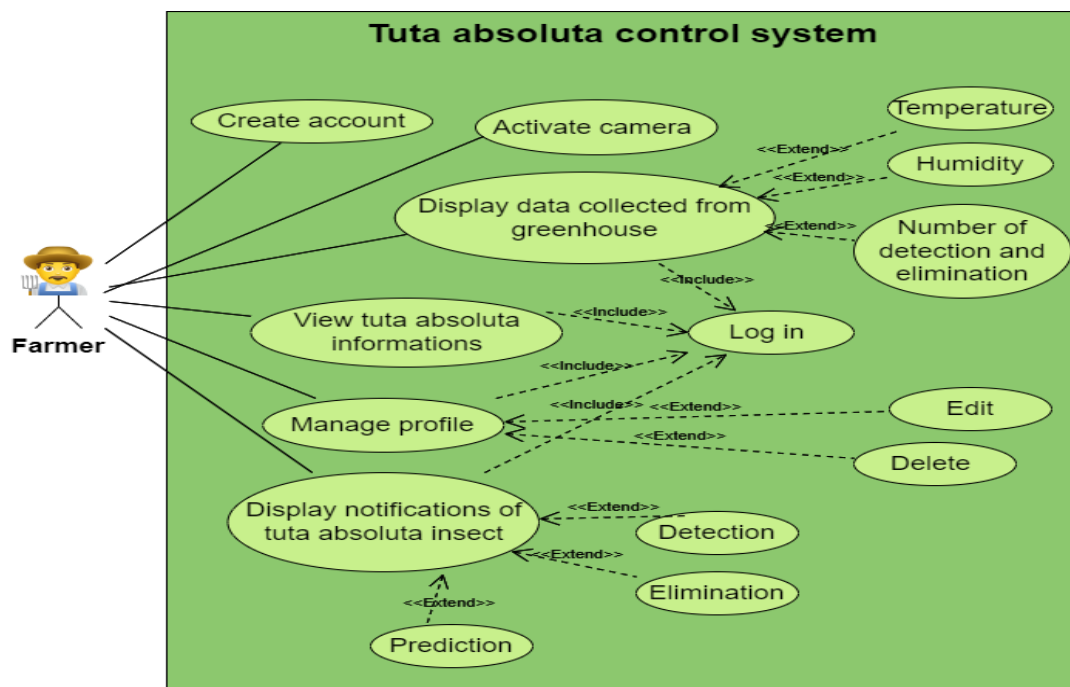 Tuta absoluta control system
Create account
Activate camera
Temperature
<<Extend>>
Humidity
<<Extend>>
Display data collected from
greenhouse
<<Extend>>
Number of
detection and
elimination
<<Include>>
Farmer
View tuta absoluta
informations
<<Include>>
Log in
<<Include>>
Manage profile
<<Include>>
<<Extend>>
Edit
<<Extend>>
Delete
Display notifications of
tuta absoluta insect
<<Extend>>
Detection
<<Extend>>
Elimination
<<Extend>>
Prediction